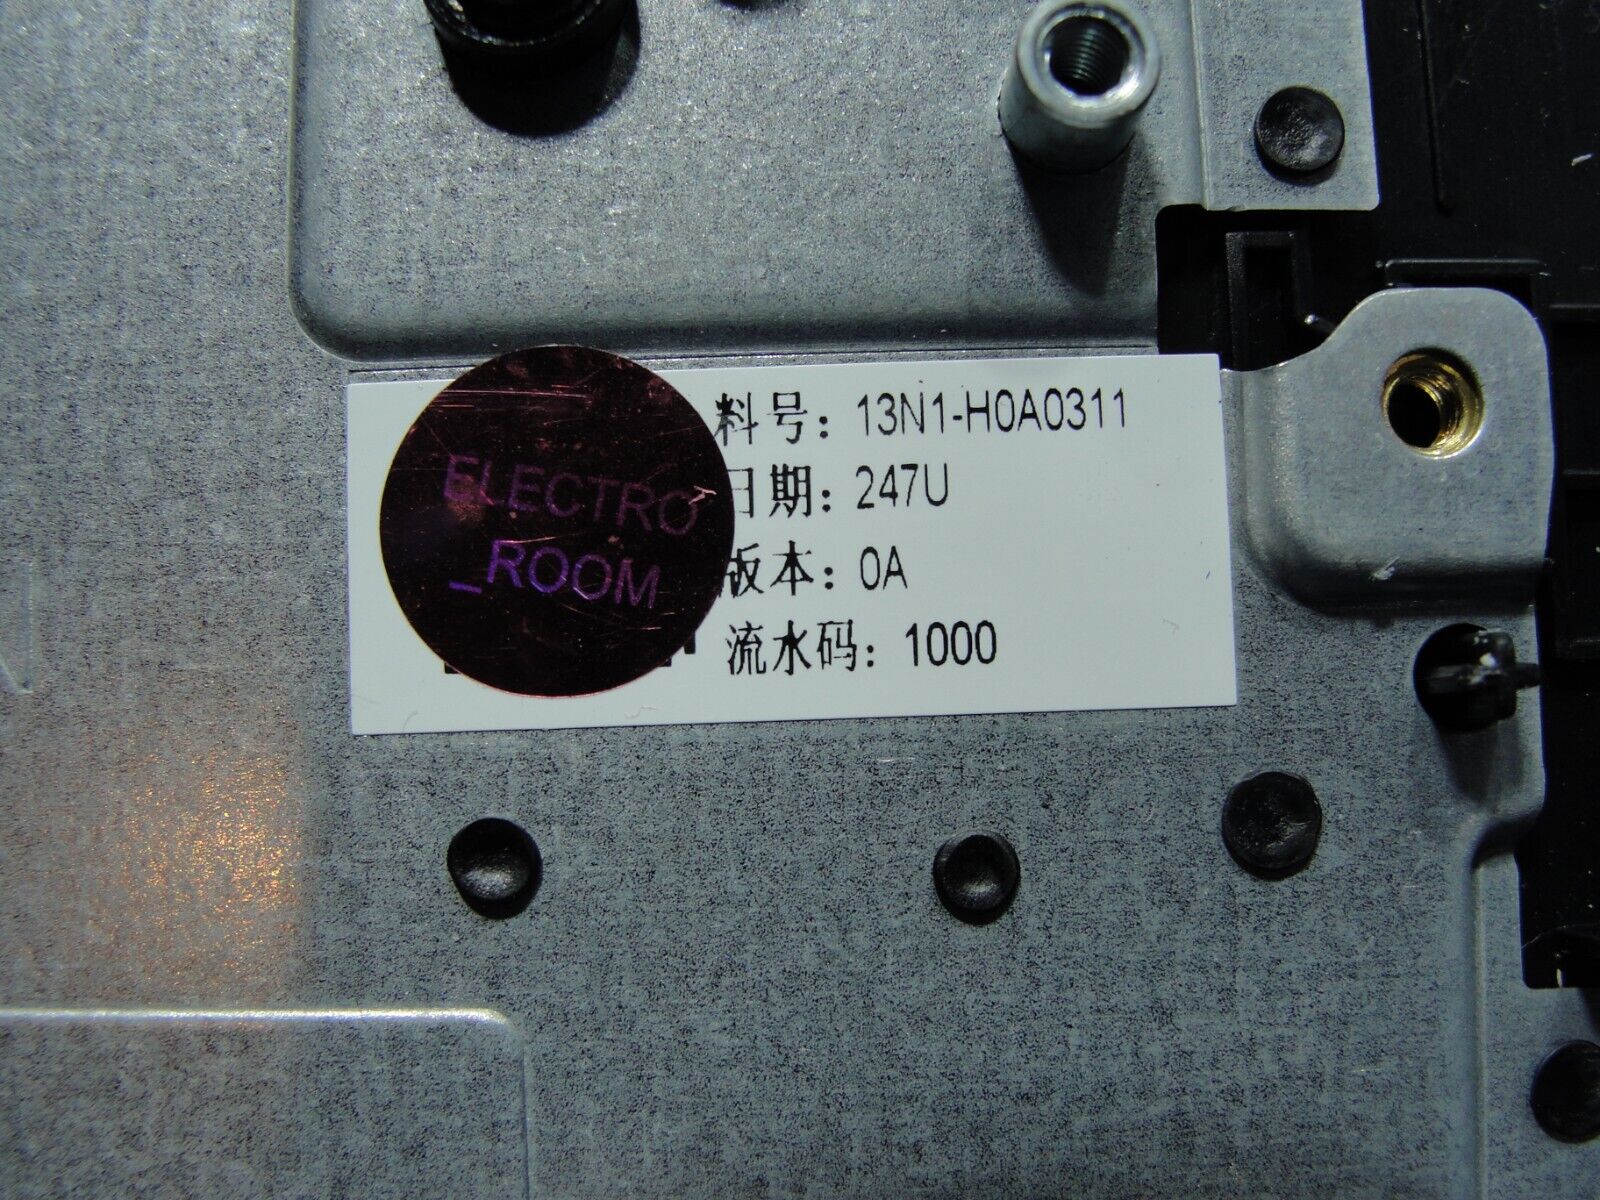 料号: 13N1-H0A0311
日期: 247U
版本: 0A
流水码: 1000
ELECTRO
_ROOM